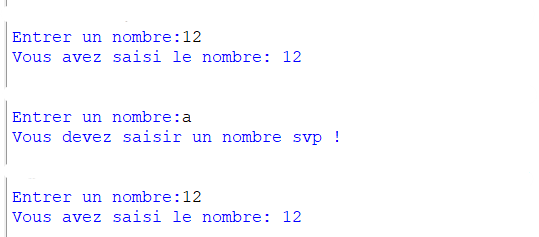 Entrer un nombre:12
Vous avez saisi le nombre: 12
Entrer un nombre:a
Vous devez saisir un nombre svp !
Entrer un nombre:12
Vous avez saisi le nombre: 12